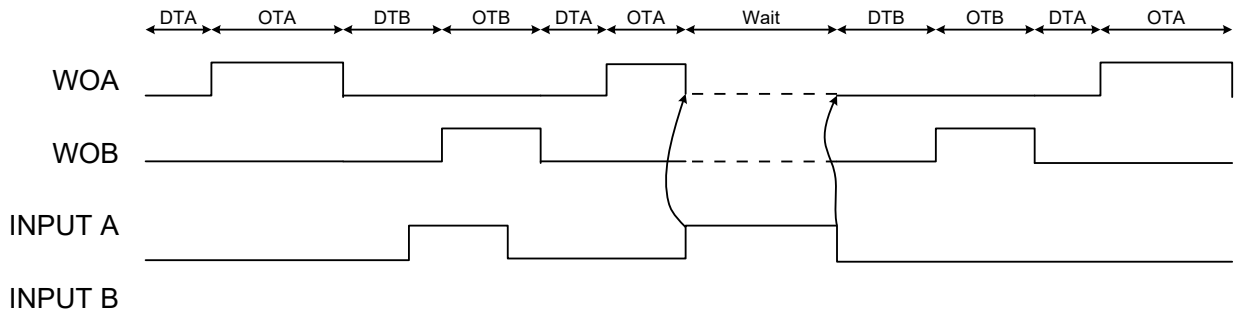 DTA OTA DTB OTB DTA OTA Wait DTB OTB DTA OTA
WOA
WOB
INPUT A
INPUT B